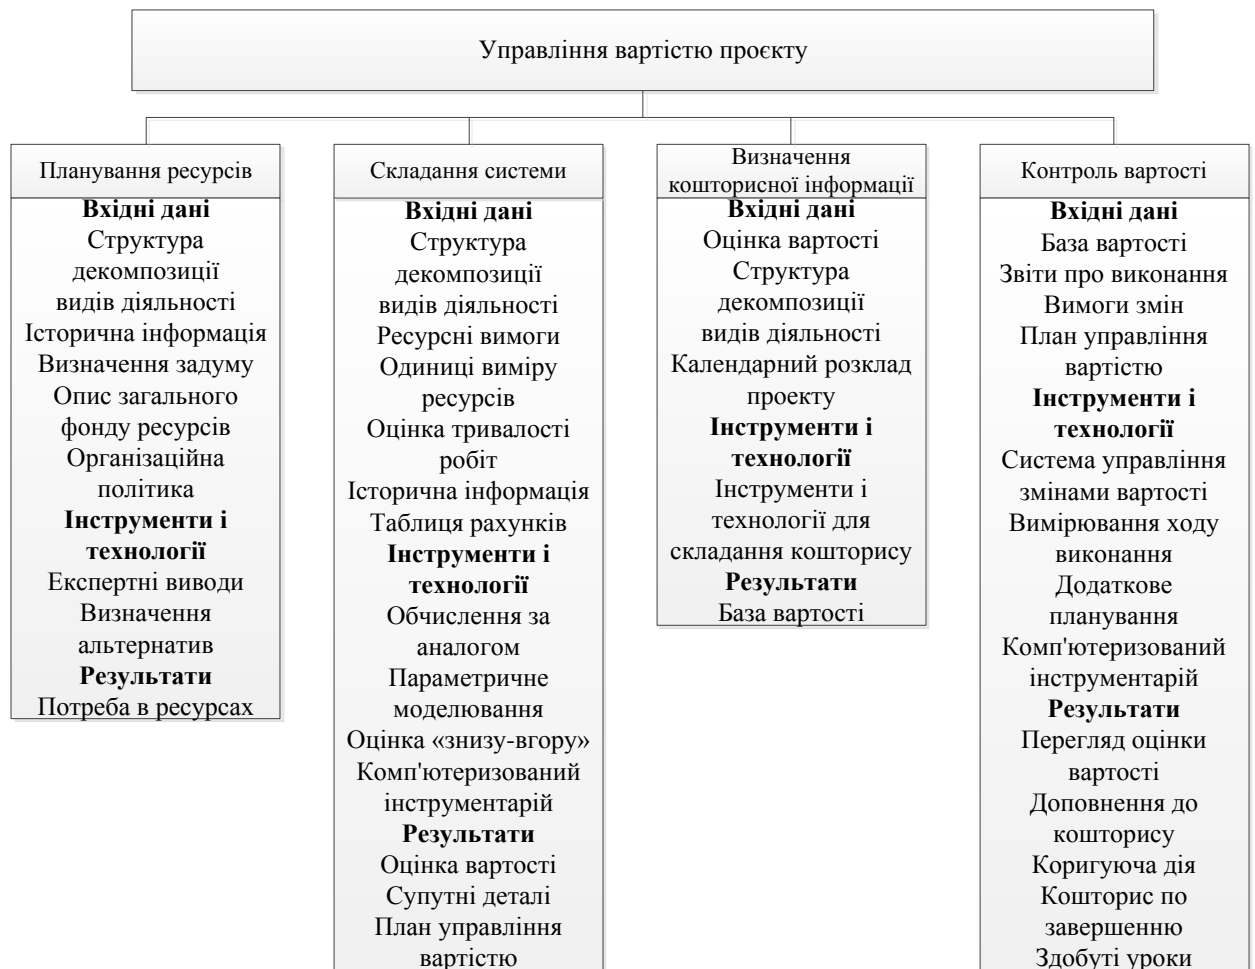 Управління вартістю проєкту
Планування ресурсів
Вхідні дані
Структура
декомпозиції
видів діяльності
Історична інформація
Визначення задуму
Опис загального
фонду ресурсів
Організаційна
політика
Інструменти і
технології
Експертні виводи
Визначення
альтернатив
Результати
Потреба в ресурсах
Складання системи
Вхідні дані
Структура
декомпозиції
видів діяльності
Ресурсні вимоги
Одиниці виміру
ресурсів
Оцінка тривалості
робіт
Історична інформація
Таблиця рахунків
Інструменти і
технології
Обчислення за
аналогом
Параметричне
моделювання
Оцінка «знизу-вгору»
Комп'ютеризований
інструментарій
Результати
Оцінка вартості
Супутні деталі
План управління
вартістю
Визначення
кошторисної інформації
Вхідні дані
Оцінка вартості
Структура
декомпозиції
видів діяльності
Календарний розклад
проекту
Інструменти і
технології
Інструменти і
технології для
складання кошторису
Результати
База вартості
Контроль вартості
Вхідні дані
База вартості
Звіти про виконання
Вимоги змін
План управління
вартістю
Інструменти і
технології
Система управління
змінами вартості
Вимірювання ходу
виконання
Додаткове
планування
Комп'ютеризований
інструментарій
Результати
Перегляд оцінки
вартості
Доповнення до
кошторису
Коригуюча дія
Кошторис по
завершенню
Здобуті уроки